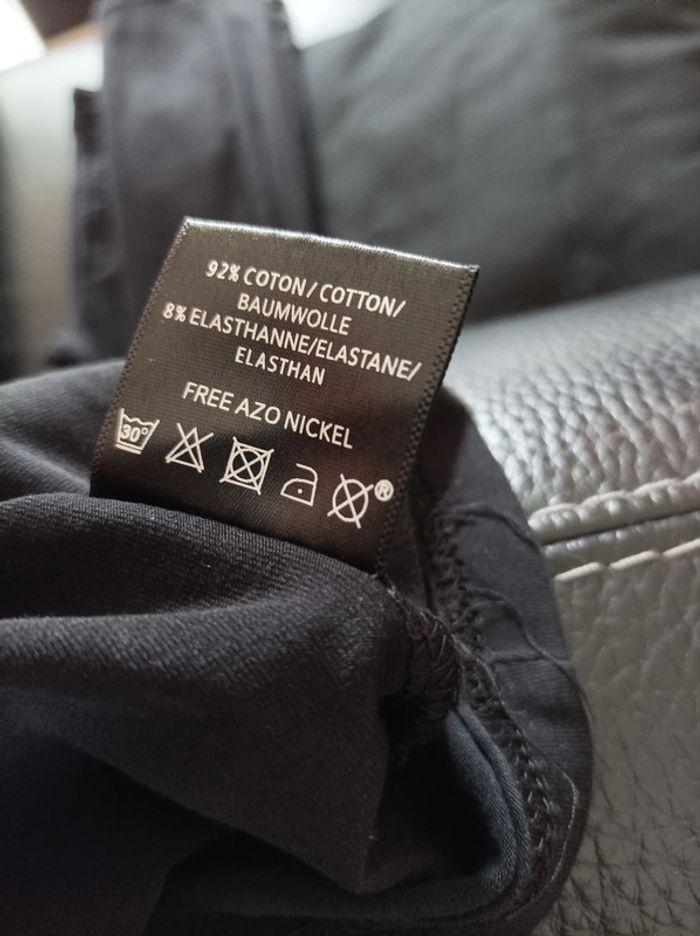 92% COTON / COTTON/
BAUMWOLLE
8% ELASTHANNE/ELASTANE/
ELASTHAN
FREE AZO NICKEL
30°
®